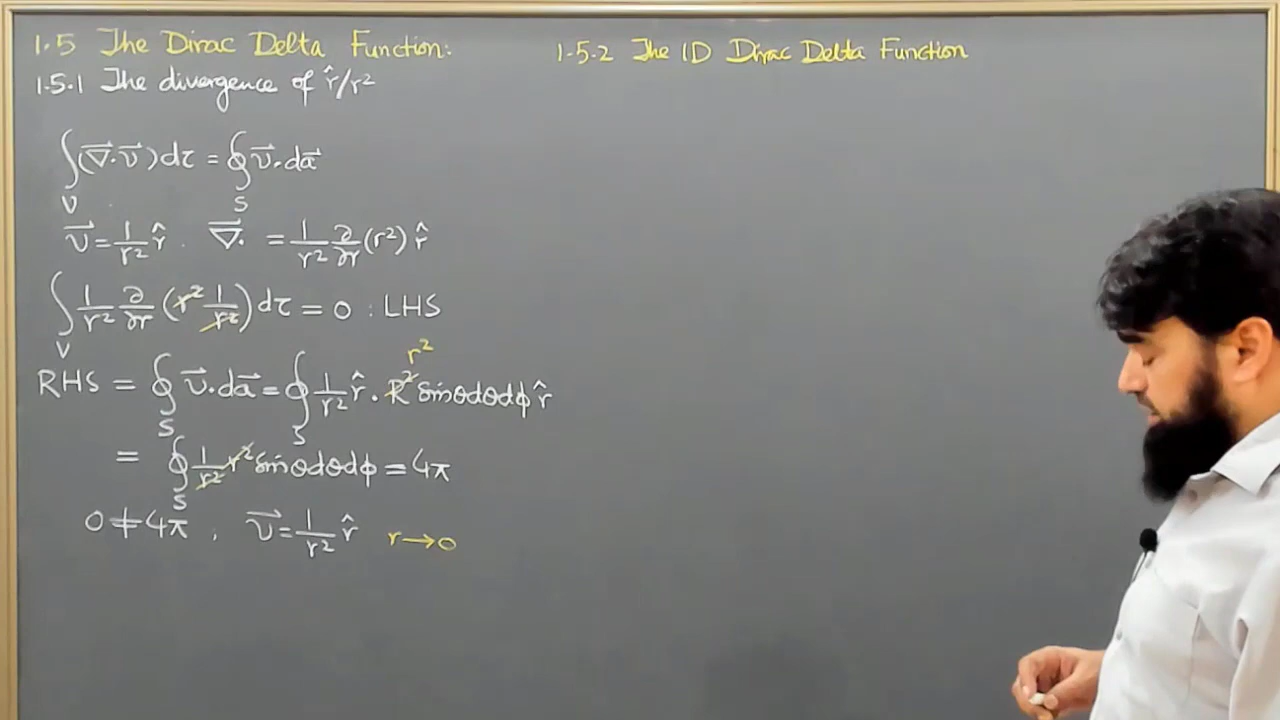 1.5 The Dirac Delta Function:
1.5.1 The divergence of r̂/r²
∫_V (∇⃗·v⃗)dτ = ∮_S v⃗·da⃗
v⃗ = 1/r² r̂ . ∇⃗· = 1/r² ∂/∂r (r²) r̂
∫_V 1/r² ∂/∂r (r² 1/r²) dτ = 0 : LHS
r²
RHS = ∮_S v⃗·da⃗ = ∮_S 1/r² r̂ · R² sinθdθdϕ r̂
= ∮_S 1/r² r² sinθdθdϕ = 4π
0 ≠ 4π , v⃗ = 1/r² r̂ r→0
1.5.2 The 1D Dirac Delta Function